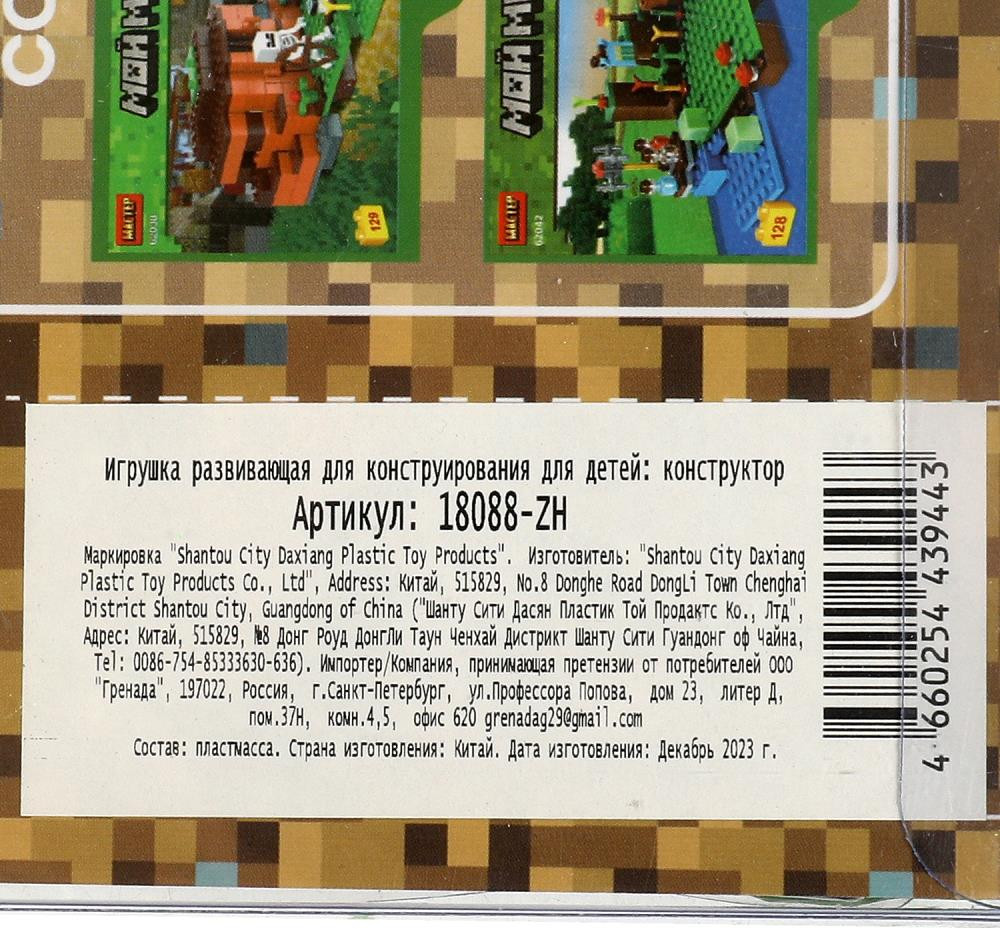 CO
МОЙ М
МАСТЕР
129
МОЙ М
МАСТЕР
62042
128
Игрушка развивающая для конструирования для детей: конструктор
Артикул: 18088-ZH
Маркировка "Shantou City Daxiang Plastic Toy Products". Изготовитель: "Shantou City Daxiang
Plastic Toy Products Co., Ltd", Address: Китай, 515829, No.8 Donghe Road DongLi Town Chenghai
District Shantou City, Guangdong of China ("Шанту Сити Дасян Пластик Той Продактс Ко., Лтд",
Адрес: Китай, 515829, №8 Донг Роуд ДонгЛи Таун Ченхай Дистрикт Шанту Сити Гуандонг оф Чайна,
Tel: 0086-754-85333630-636). Импортер/Компания, принимающая претензии от потребителей ООО
"Гренада", 197022, Россия, г.Санкт-Петербург, ул.Профессора Попова, дом 23, литер Д,
пом.37Н, комн.4,5, офис 620 grenadag29@gmail.com
Состав: пластмасса. Страна изготовления: Китай. Дата изготовления: Декабрь 2023 г.
4 660254 439443